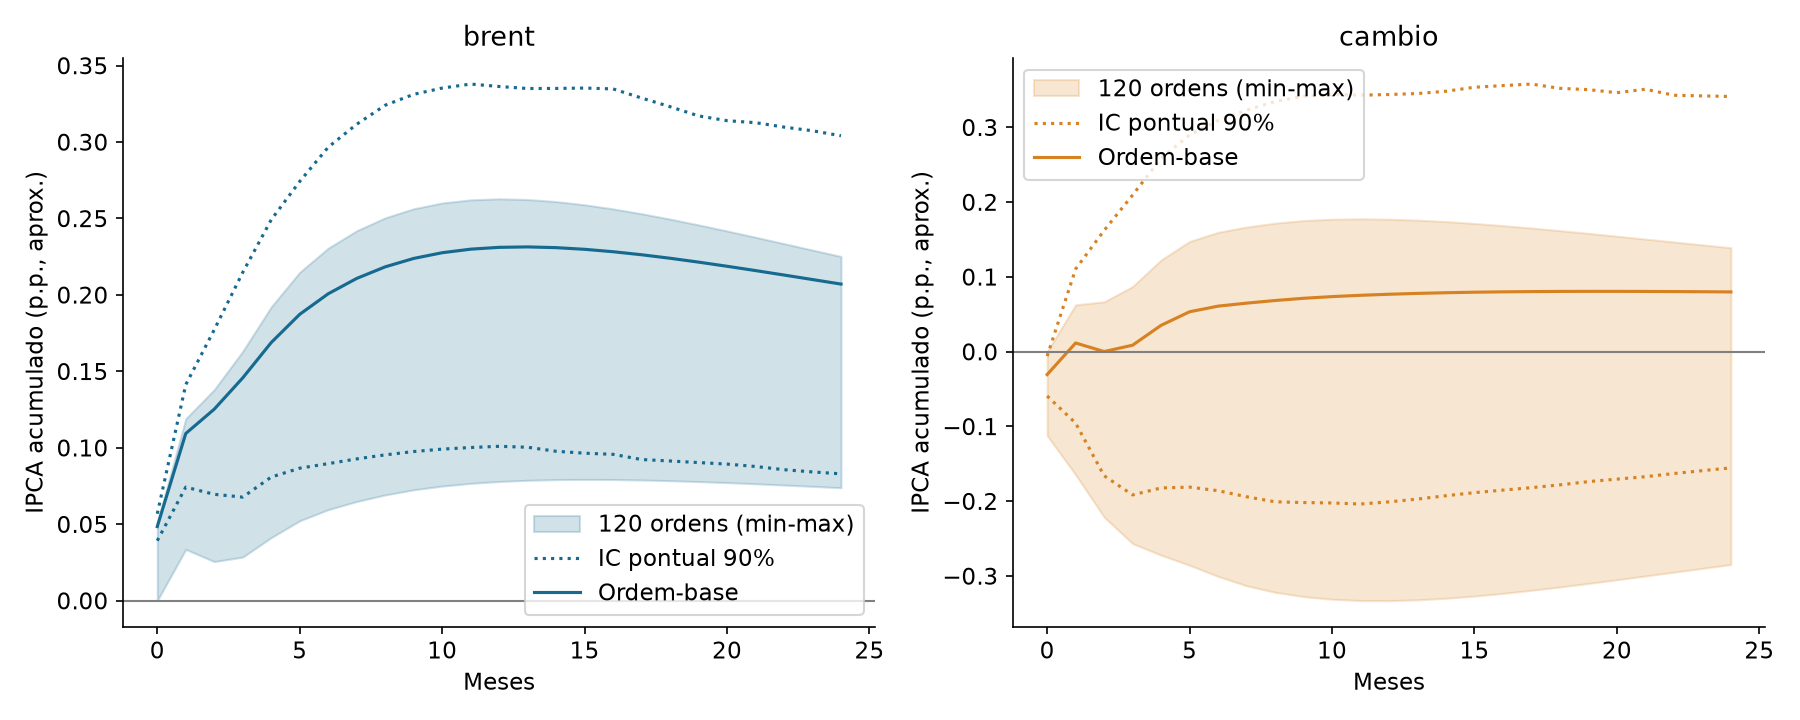 brent
IPCA acumulado (p.p., aprox.)
0.35
0.30
0.25
0.20
0.15
0.10
0.05
0.00
120 ordens (min-max)
IC pontual 90%
Ordem-base
0 5 10 15 20 25
Meses
cambio
IPCA acumulado (p.p., aprox.)
120 ordens (min-max)
IC pontual 90%
Ordem-base
0.3
0.2
0.1
0.0
−0.1
−0.2
−0.3
0 5 10 15 20 25
Meses